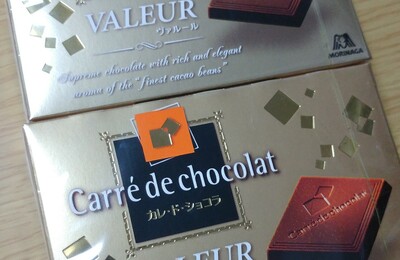 VALEUR
ヴァルール
Supreme chocolate with rich and elegant
aroma of the "finest cacao beans"
MORINAGA
Carré de chocolat
カレ・ド・ショコラ
VALEUR